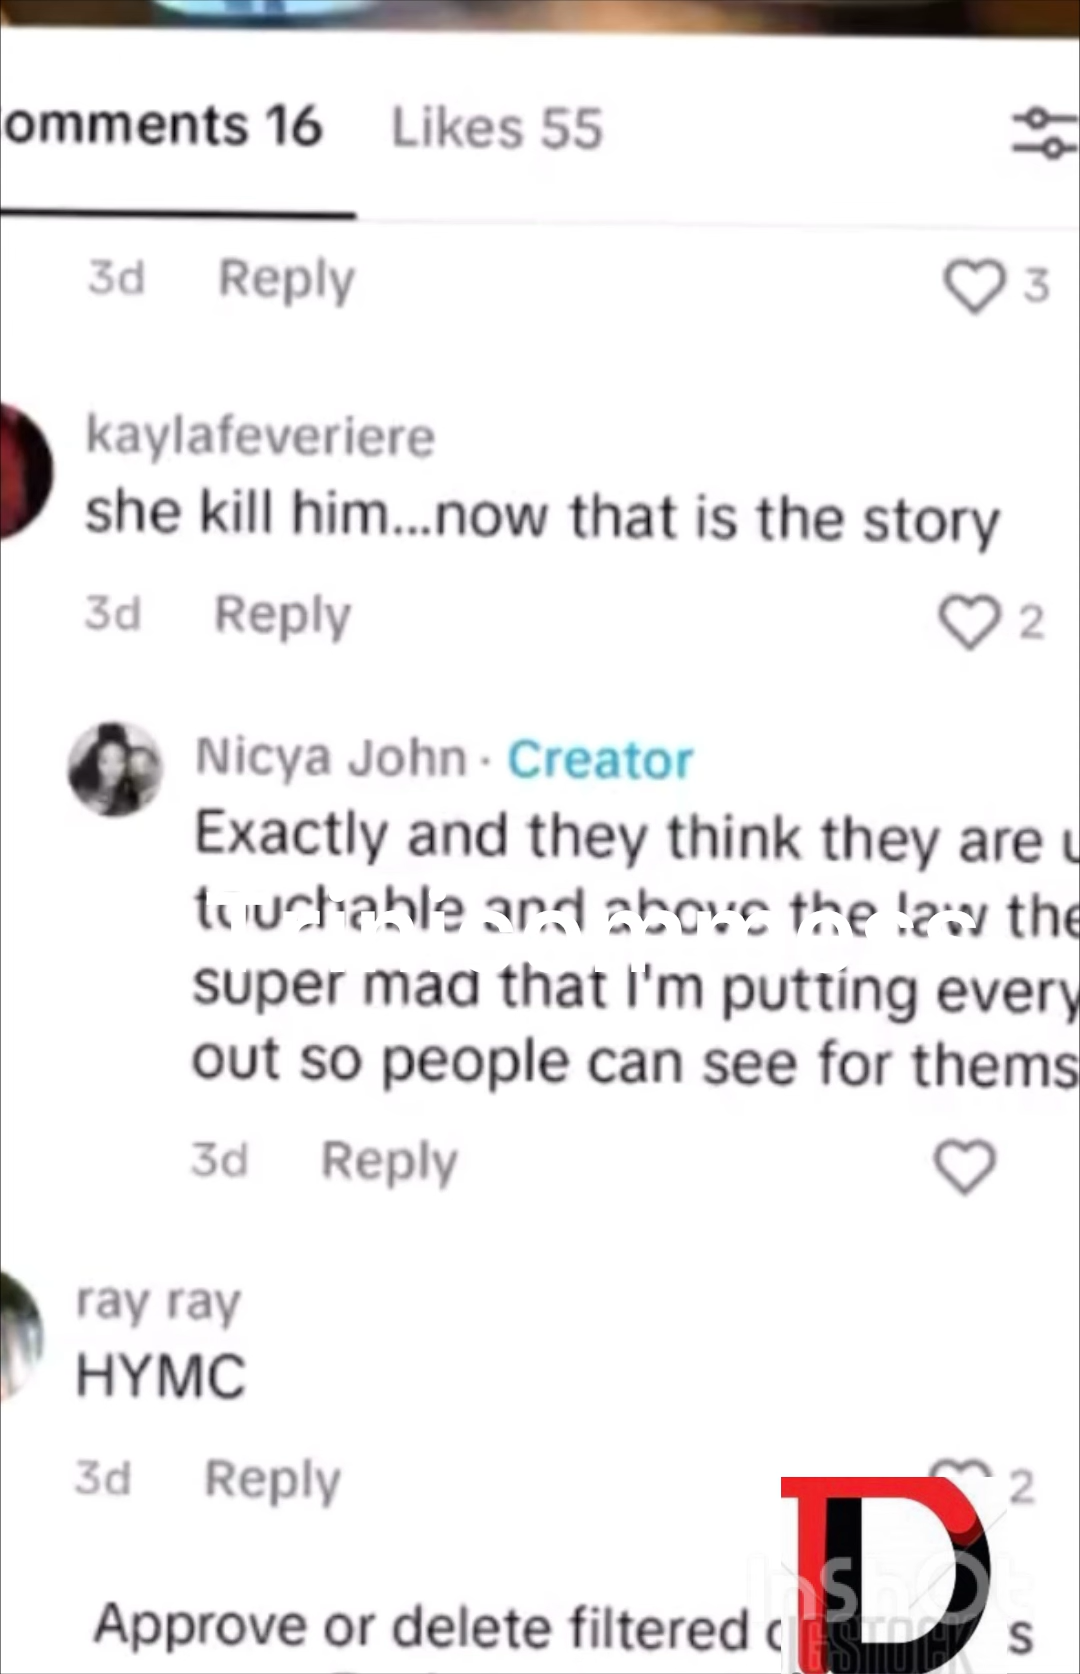 omments 16 Likes 55
3d Reply 3
kaylafeveriere
she kill him...now that is the story
3d Reply 2
Nicya John · Creator
Exactly and they think they are u
touchable and above the law the
super mad that I'm putting every
out so people can see for thems
3d Reply
ray ray
HYMC
3d Reply 2
Approve or delete filtered c s
InShOt